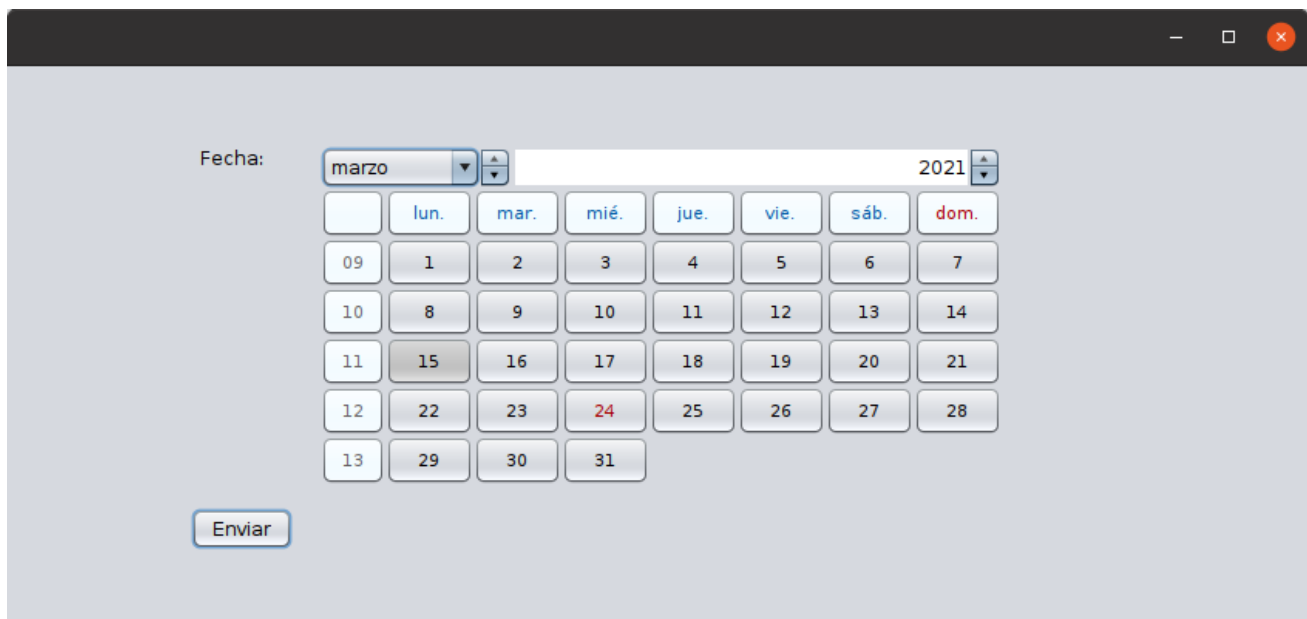 Fecha: marzo 2021
lun. mar. mié. jue. vie. sáb. dom.
09 1 2 3 4 5 6 7
10 8 9 10 11 12 13 14
11 15 16 17 18 19 20 21
12 22 23 24 25 26 27 28
13 29 30 31
Enviar